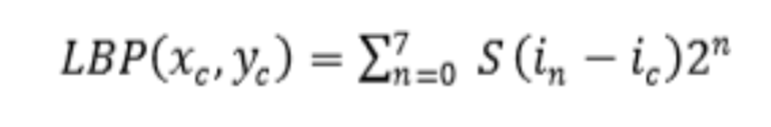 LBP(x_c, y_c) = ∑_{n=0}^{7} S(i_n − i_c)2^n